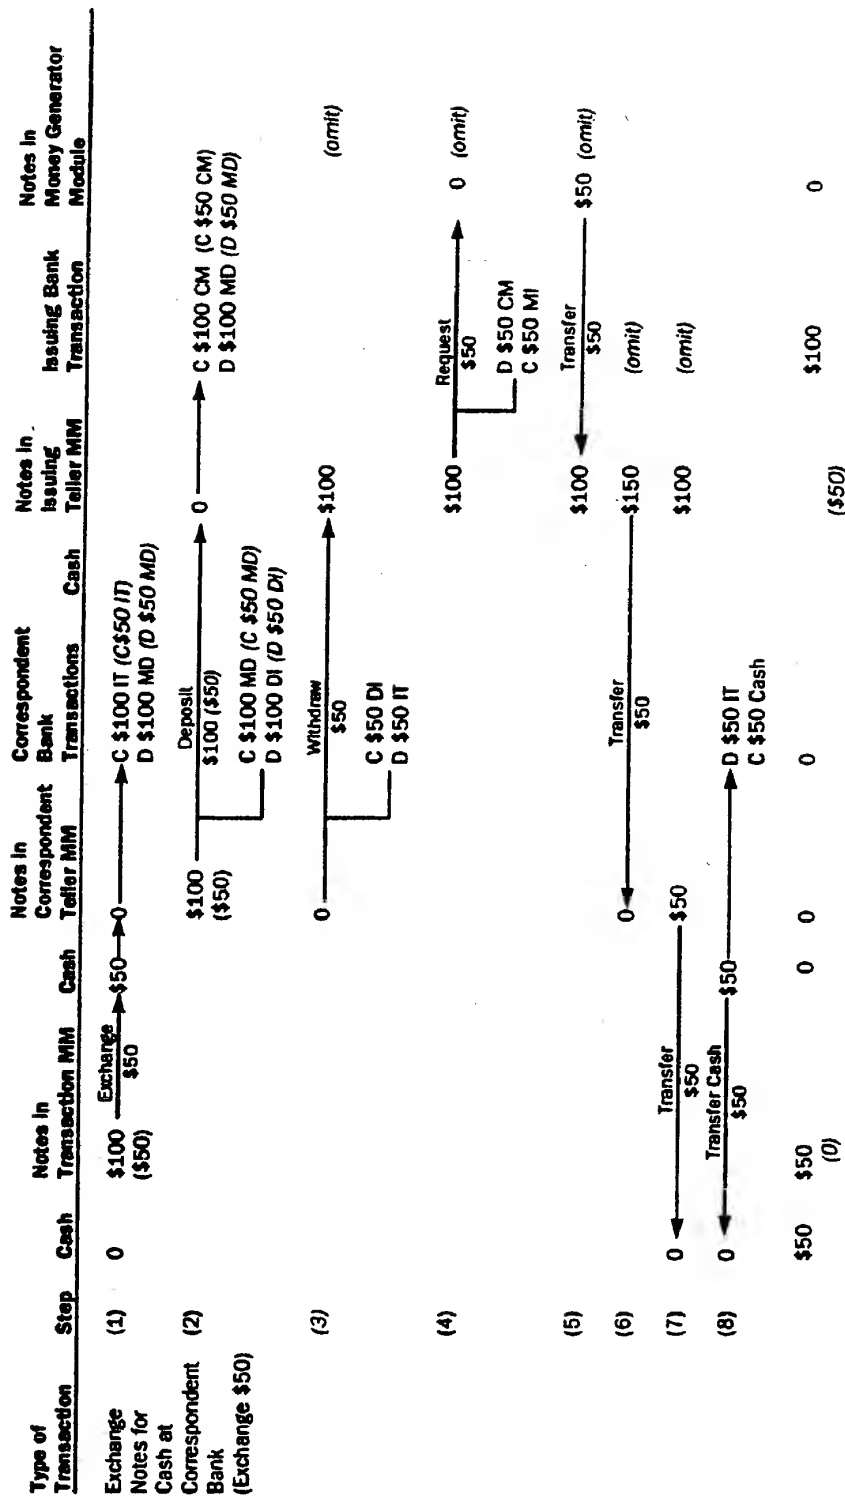 Type of
Transaction
Step
Cash
Notes in
Transaction MM
Cash
Notes in
Correspondent
Teller MM
Correspondent
Bank
Transactions
Cash
Notes in
Issuing
Teller MM
Issuing Bank
Transaction
Notes in
Money Generator
Module
Exchange
Notes for
Cash at
Correspondent
Bank
(Exchange $50)
(1)
0
$100
($50)
Exchange
$50
$50
0
C $100 IT (C$50 IT)
D $100 MD (D $50 MD)
(2)
$100
($50)
Deposit
$100 ($50)
C $100 MD (C $50 MD)
D $100 DI (D $50 DI)
0
C $100 CM (C $50 CM)
D $100 MD (D $50 MD)
(3)
0
Withdraw
$50
C $50 DI
D $50 IT
$100
(omit)
(4)
$100
Request
$50
D $50 CM
C $50 MI
0 (omit)
(5)
$100
Transfer
$50
$50 (omit)
(6)
0
Transfer
$50
$150
(omit)
(7)
0
Transfer
$50
$50
$100
(omit)
(8)
0
Transfer Cash
$50
$50
D $50 IT
C $50 Cash
$50
$50
(0)
0
0
0
($50)
$100
0